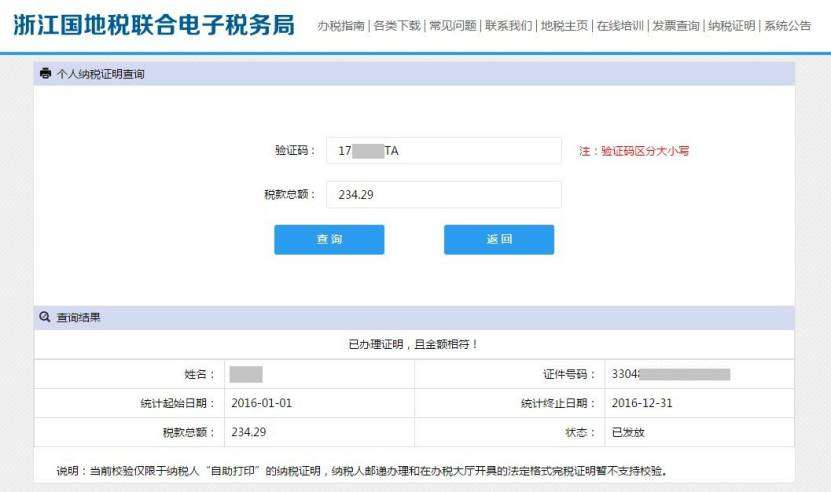 浙江国地税联合电子税务局
办税指南 | 各类下载 | 常见问题 | 联系我们 | 地税主页 | 在线培训 | 发票查询 | 纳税证明 | 系统公告
个人纳税证明查询
验证码： 17 TA 注：验证码区分大小写
税款总额： 234.29
查 询 返 回
查询结果
已办理证明，且金额相符！
姓名： 证件号码： 33048
统计起始日期： 2016-01-01 统计终止日期： 2016-12-31
税款总额： 234.29 状态： 已发放
说明：当前校验仅限于纳税人“自助打印”的纳税证明，纳税人邮递办理和在办税大厅开具的法定格式完税证明暂不支持校验。